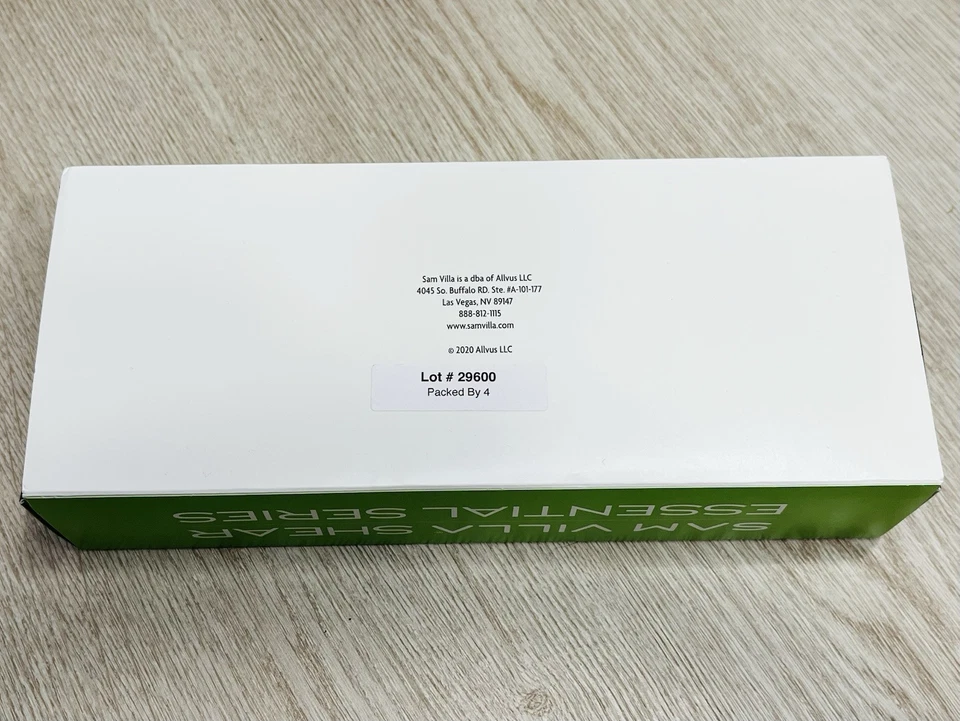 Sam Villa is a dba of Allvus LLC
4045 So. Buffalo RD. Ste. #A-101-177
Las Vegas, NV 89147
888-812-1115
www.samvilla.com
© 2020 Allvus LLC
Lot # 29600
Packed By 4
SAM VILLA SHEAR
ESSENTIAL SERIES